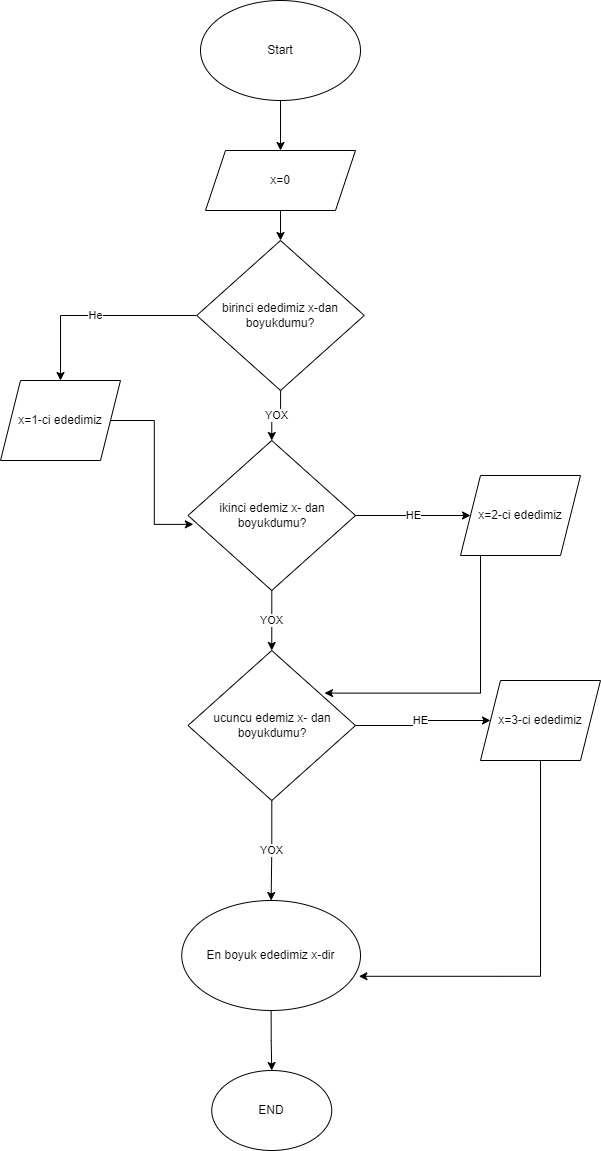 Start
x=0
birinci ededimiz x-dan
boyukdumu?
He
x=1-ci ededimiz
YOX
ikinci edemiz x- dan
boyukdumu?
HE
x=2-ci ededimiz
YOX
ucuncu edemiz x- dan
boyukdumu?
HE
x=3-ci ededimiz
YOX
En boyuk ededimiz x-dir
END